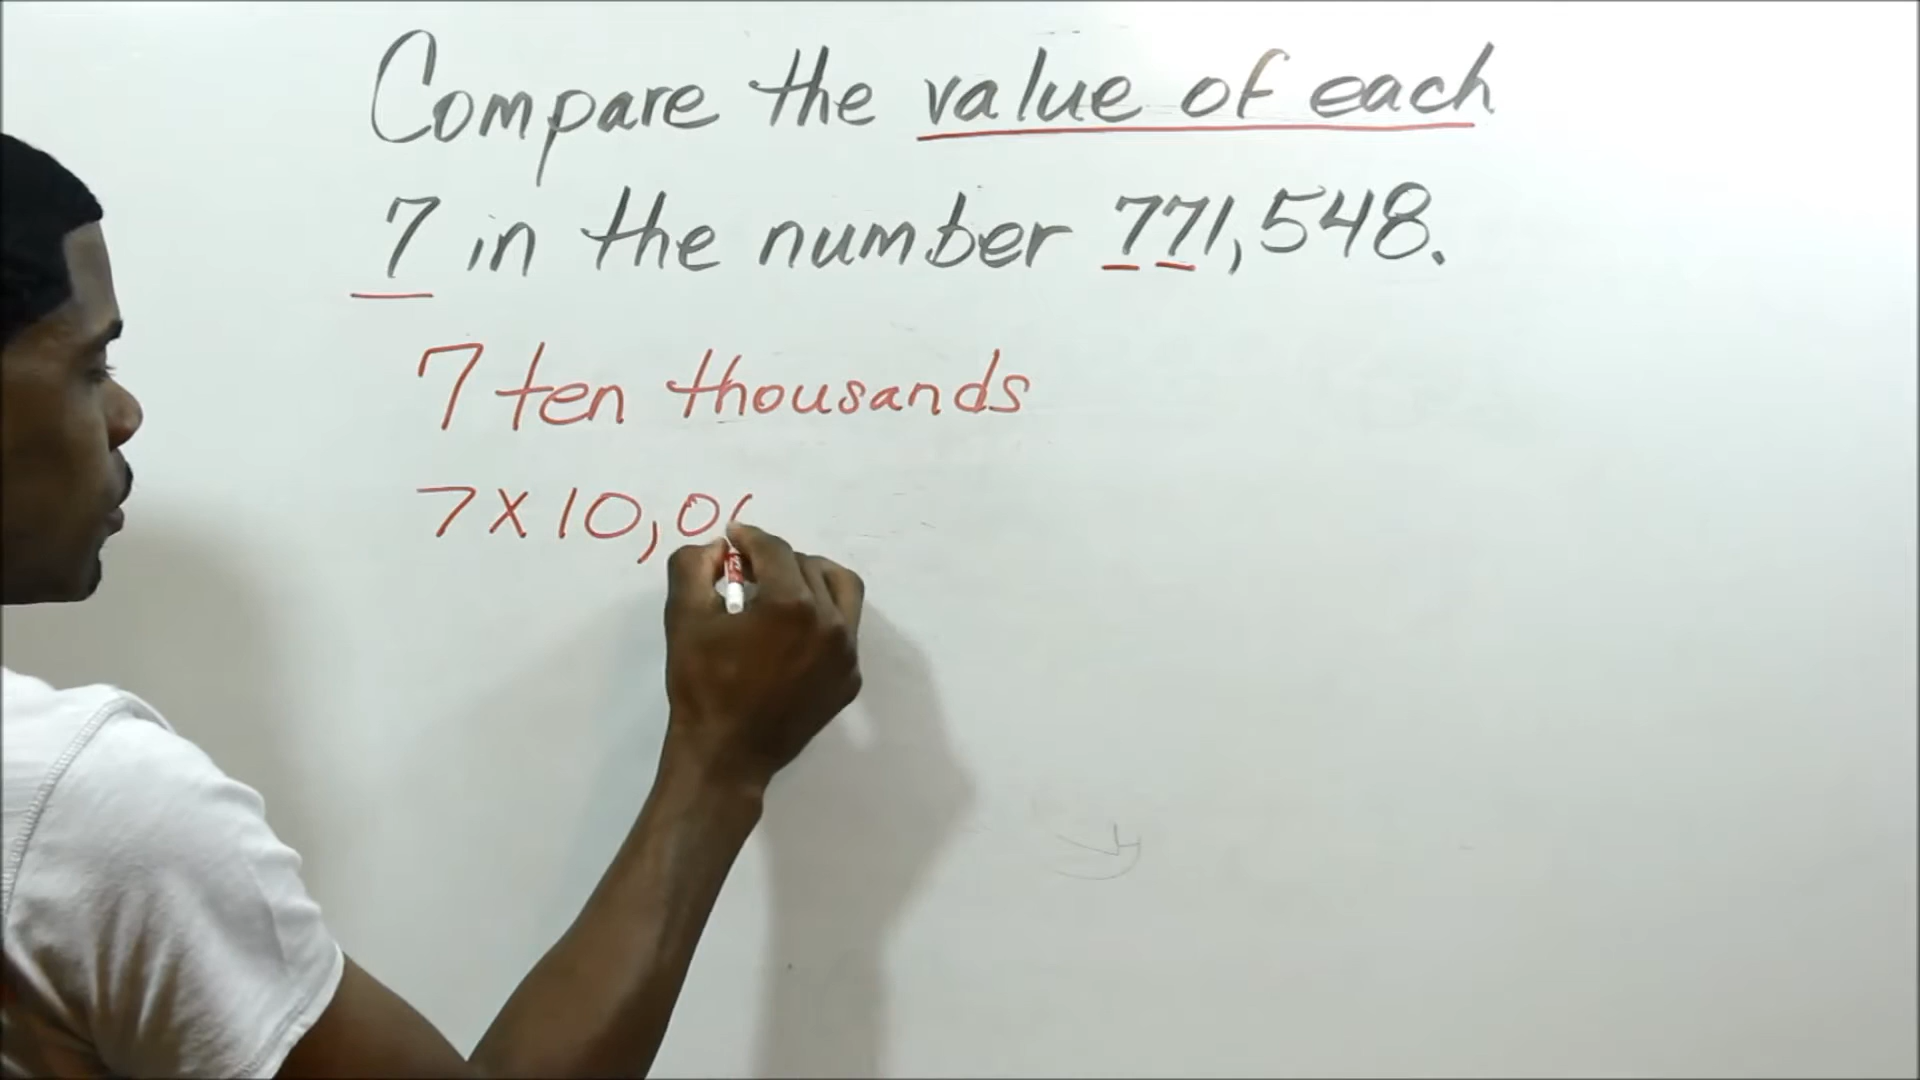 Compare the value of each
7 in the number 771,548.
7 ten thousands
7 x 10,00